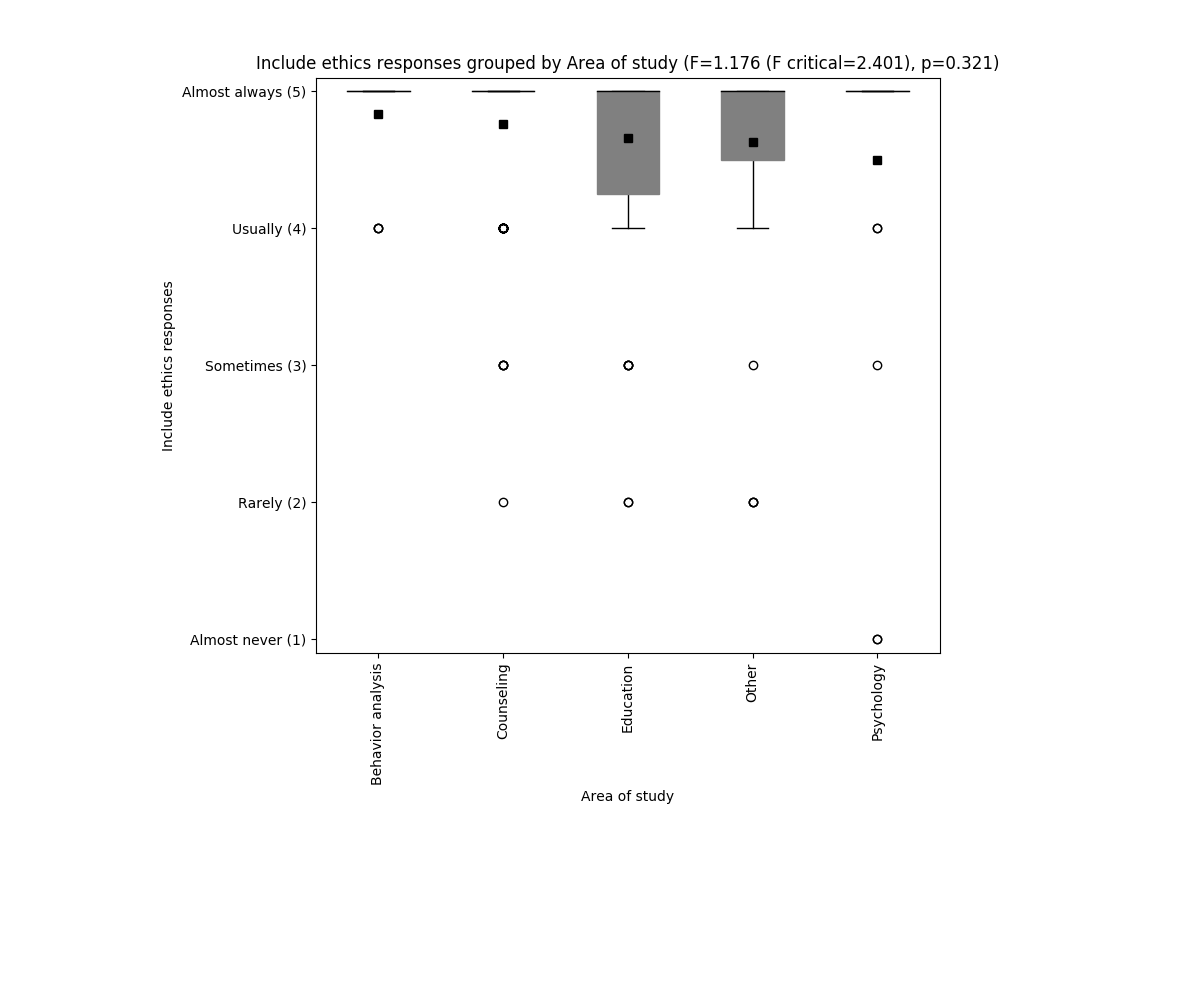 Include ethics responses grouped by Area of study (F=1.176 (F critical=2.401), p=0.321)
Almost always (5)
Usually (4)
Sometimes (3)
Rarely (2)
Almost never (1)
Include ethics responses
Behavior analysis
Counseling
Education
Other
Psychology
Area of study